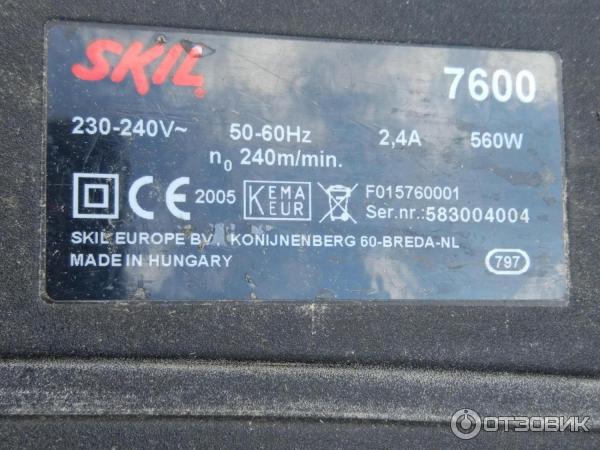 SKIL
7600
230-240V~ 50-60Hz 2,4A 560W
n0 240m/min.
CE 2005 KEMA KEUR F015760001
Ser.nr.:583004004
SKIL EUROPE BV KONIJNENBERG 60-BREDA-NL
MADE IN HUNGARY 797
ОТЗОВИК